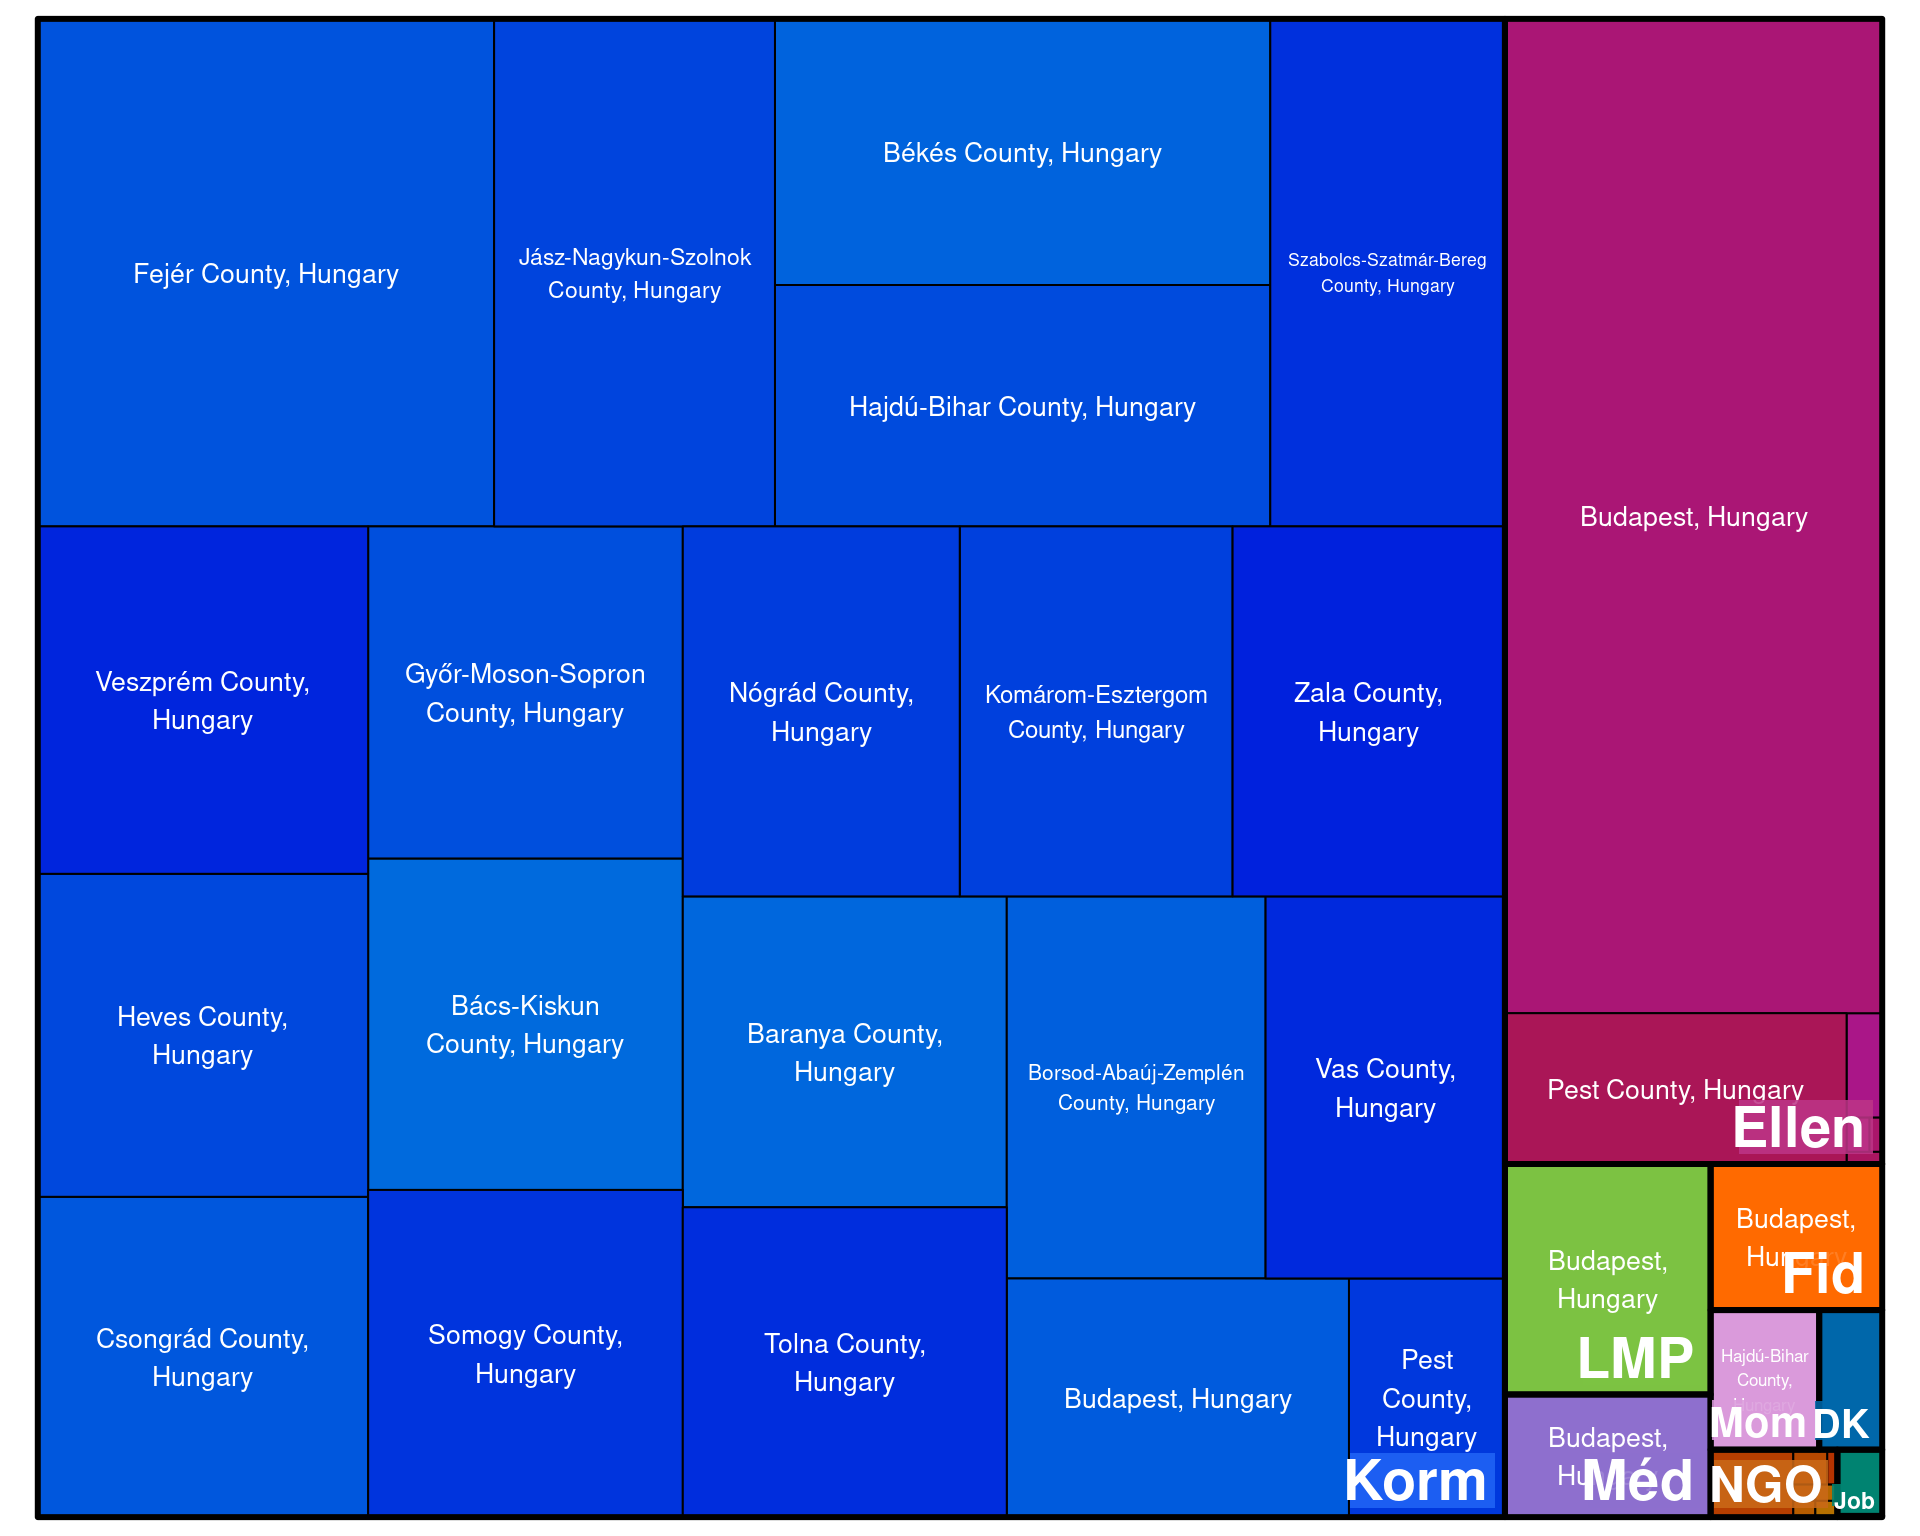 Fejér County, Hungary
Jász-Nagykun-Szolnok
County, Hungary
Békés County, Hungary
Hajdú-Bihar County, Hungary
Szabolcs-Szatmár-Bereg
County, Hungary
Veszprém County,
Hungary
Győr-Moson-Sopron
County, Hungary
Nógrád County,
Hungary
Komárom-Esztergom
County, Hungary
Zala County,
Hungary
Heves County,
Hungary
Bács-Kiskun
County, Hungary
Baranya County,
Hungary
Borsod-Abaúj-Zemplén
County, Hungary
Vas County,
Hungary
Csongrád County,
Hungary
Somogy County,
Hungary
Tolna County,
Hungary
Budapest, Hungary
Pest
County,
Hungary
Korm
Budapest, Hungary
Pest County, Hungary
Ellen
Budapest,
Hungary
LMP
Budapest,
Hungary
Fid
Budapest,
Méd
Hajdú-Bihar
County,
Hungary
Mom
DK
NGO
Job